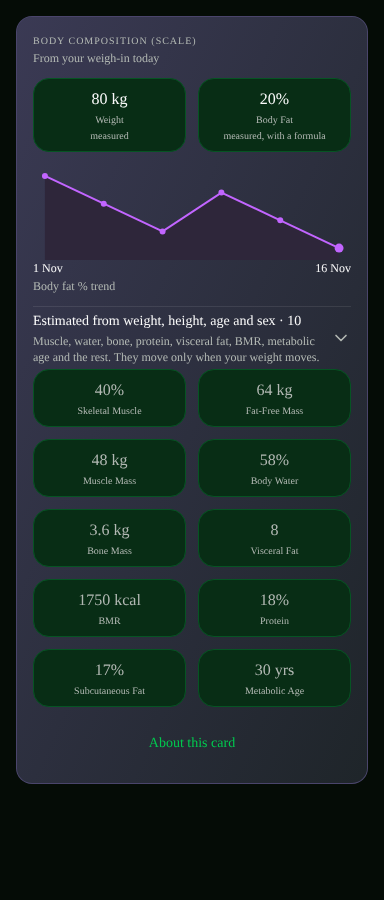 BODY COMPOSITION (SCALE)
From your weigh-in today
80 kg
Weight
measured
20%
Body Fat
measured, with a formula
1 Nov
16 Nov
Body fat % trend
Estimated from weight, height, age and sex · 10
Muscle, water, bone, protein, visceral fat, BMR, metabolic
age and the rest. They move only when your weight moves.
40%
Skeletal Muscle
64 kg
Fat-Free Mass
48 kg
Muscle Mass
58%
Body Water
3.6 kg
Bone Mass
8
Visceral Fat
1750 kcal
BMR
18%
Protein
17%
Subcutaneous Fat
30 yrs
Metabolic Age
About this card